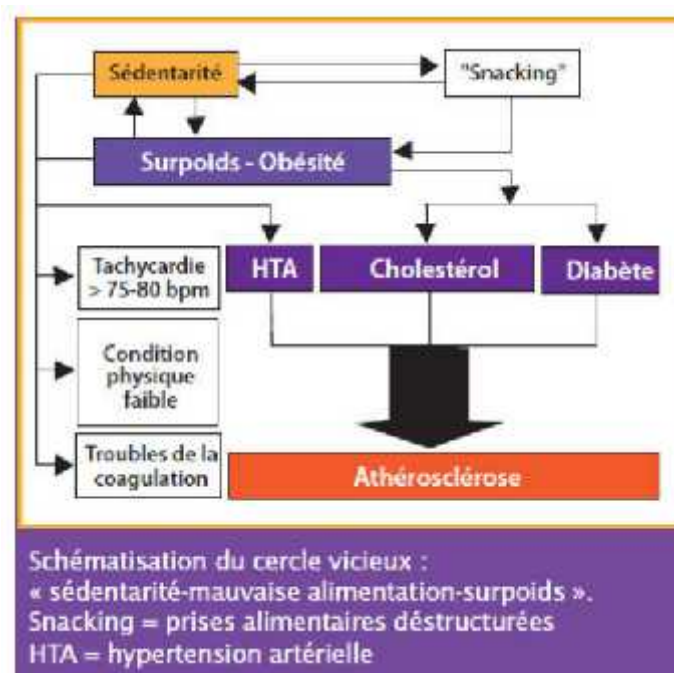 Sédentarité
"Snacking"
Surpoids - Obésité
HTA
Cholestérol
Diabète
Tachycardie
> 75-80 bpm
Condition
physique
faible
Troubles de la
coagulation
Athérosclérose
Schématisation du cercle vicieux :
« sédentarité-mauvaise alimentation-surpoids ».
Snacking = prises alimentaires déstructurées
HTA = hypertension artérielle